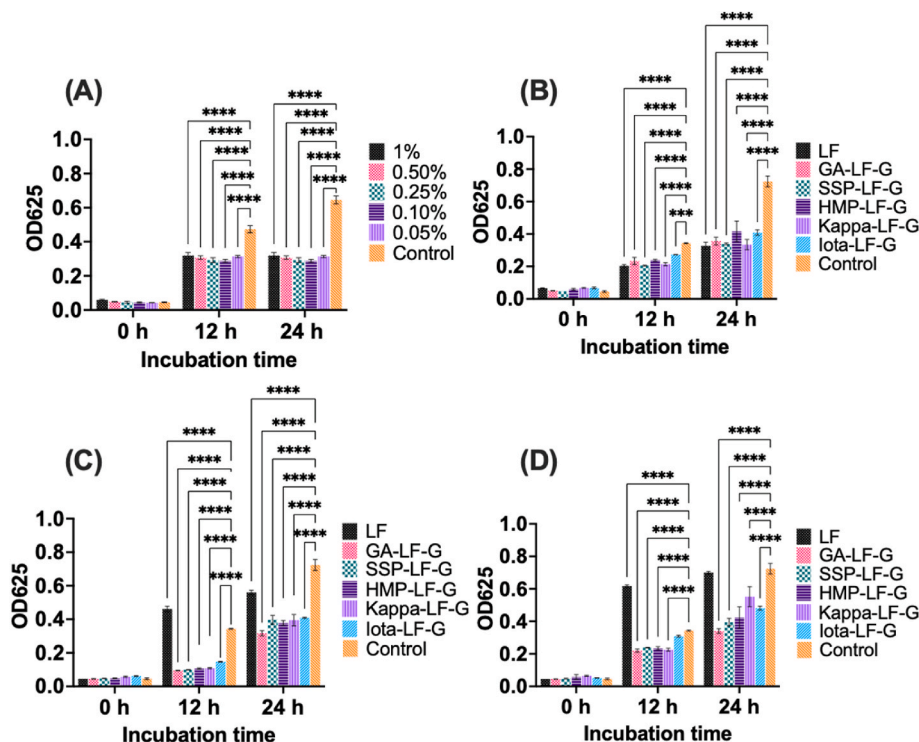 (A)
****
****
****
****
****
****
****
****
****
****
1.0
0.8
0.6
0.4
0.2
0.0
OD625
0 h
12 h
24 h
Incubation time
1%
0.50%
0.25%
0.10%
0.05%
Control
(B)
****
****
****
****
****
***
****
****
****
****
****
****
1.0
0.8
0.6
0.4
0.2
0.0
OD625
0 h
12 h
24 h
Incubation time
LF
GA-LF-G
SSP-LF-G
HMP-LF-G
Kappa-LF-G
Iota-LF-G
Control
(C)
****
****
****
****
****
****
****
****
****
****
****
****
1.0
0.8
0.6
0.4
0.2
0.0
OD625
0 h
12 h
24 h
Incubation time
LF
GA-LF-G
SSP-LF-G
HMP-LF-G
Kappa-LF-G
Iota-LF-G
Control
(D)
****
****
****
****
****
****
****
****
****
****
1.0
0.8
0.6
0.4
0.2
0.0
OD625
0 h
12 h
24 h
Incubation time
LF
GA-LF-G
SSP-LF-G
HMP-LF-G
Kappa-LF-G
Iota-LF-G
Control